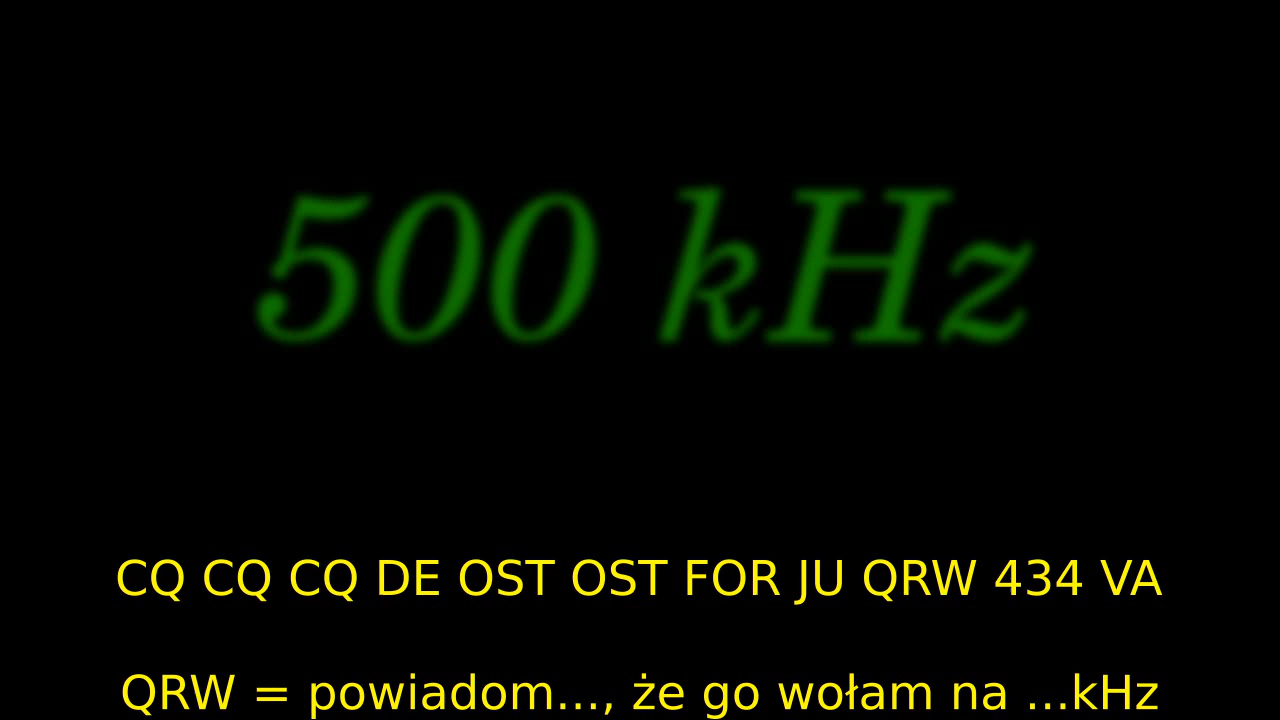 500 kHz
CQ CQ CQ DE OST OST FOR JU QRW 434 VA
QRW = powiadom..., że go wołam na ...kHz